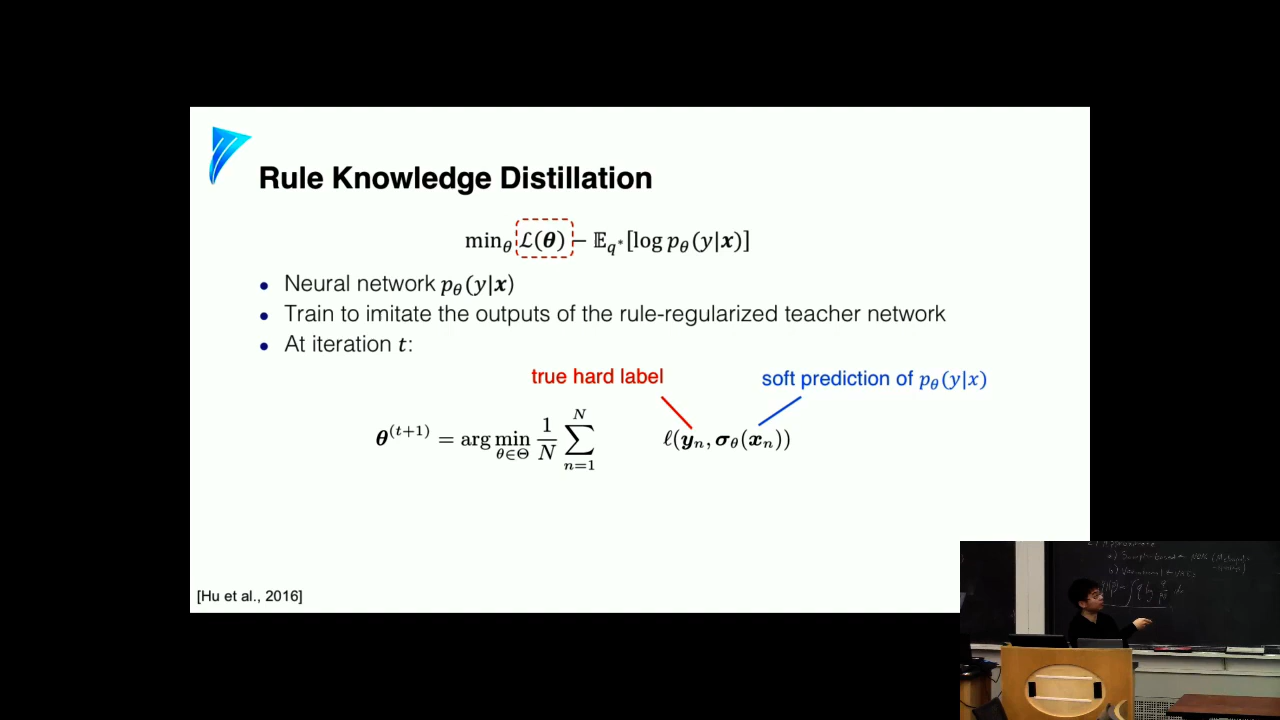 Rule Knowledge Distillation
min_θ ℒ(θ) − 𝔼_{q*}[log p_θ(y|x)]
• Neural network p_θ(y|x)
• Train to imitate the outputs of the rule-regularized teacher network
• At iteration t:
true hard label
soft prediction of p_θ(y|x)
θ^{(t+1)} = arg min_{θ∈Θ} 1/N ∑_{n=1}^{N} ℓ(y_n, σ_θ(x_n))
[Hu et al., 2016]